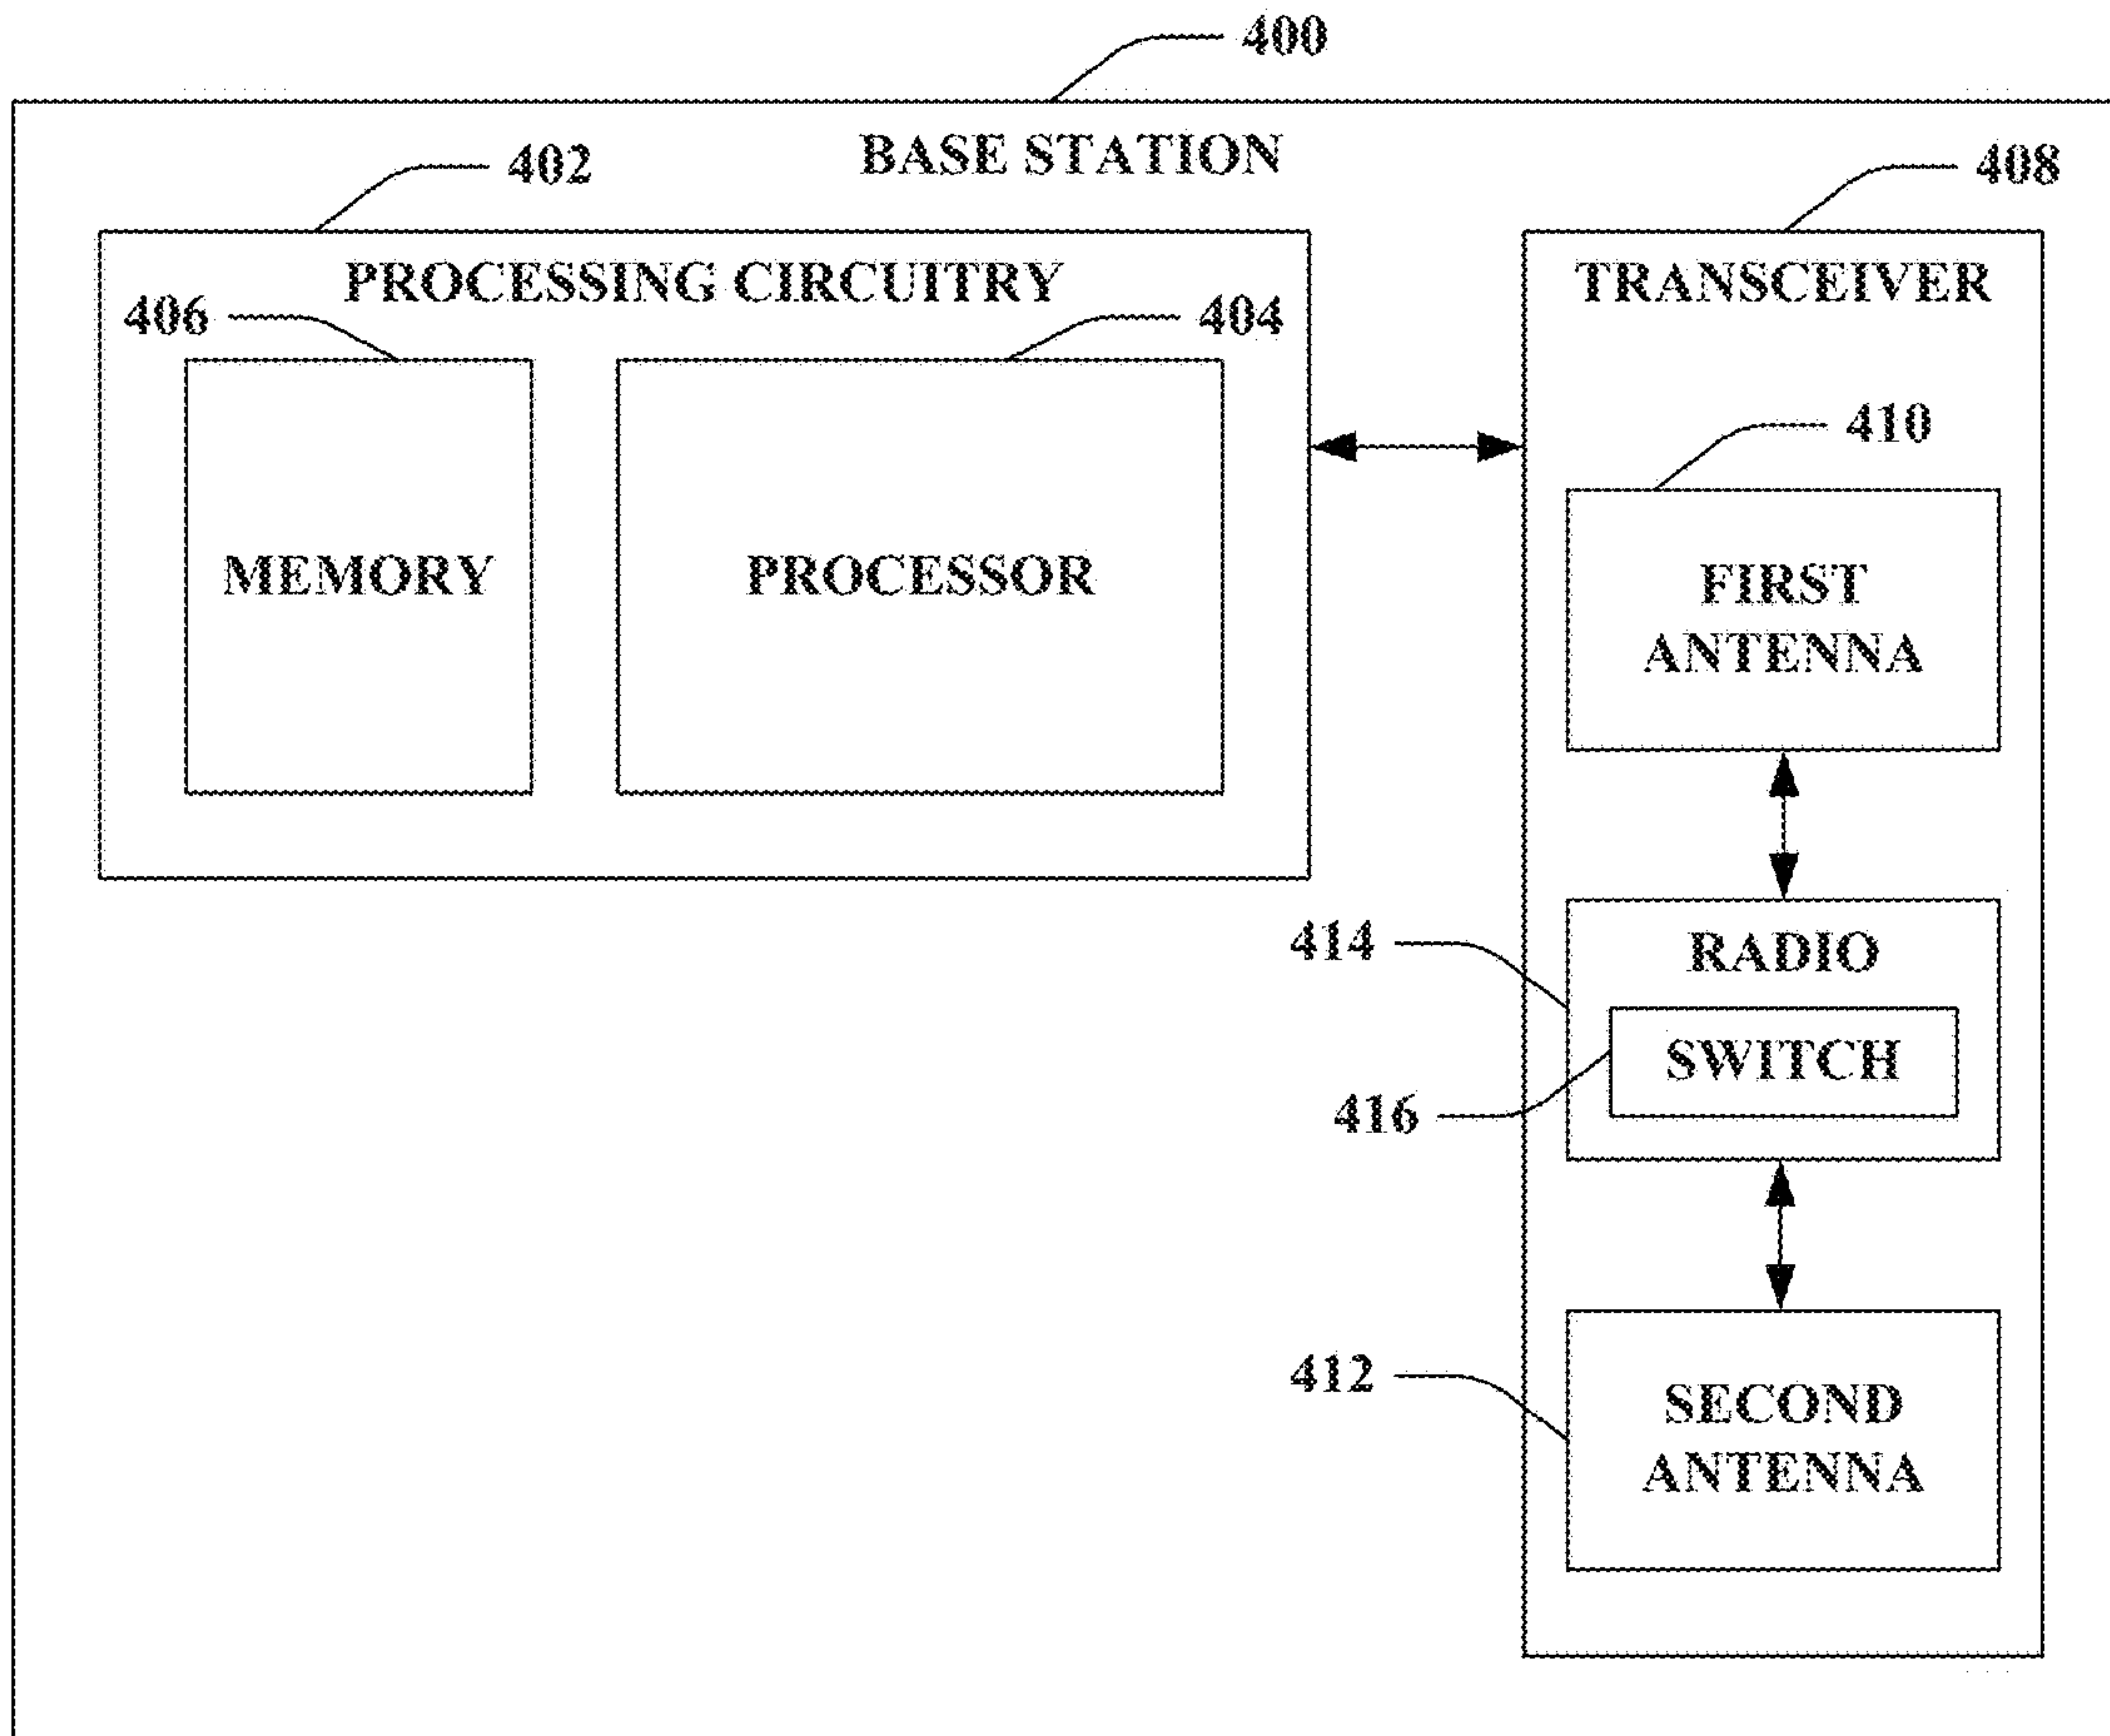 400
BASE STATION
402
408
PROCESSING CIRCUITRY
TRANSCEIVER
406
404
410
MEMORY
PROCESSOR
FIRST
ANTENNA
414
RADIO
SWITCH
416
412
SECOND
ANTENNA